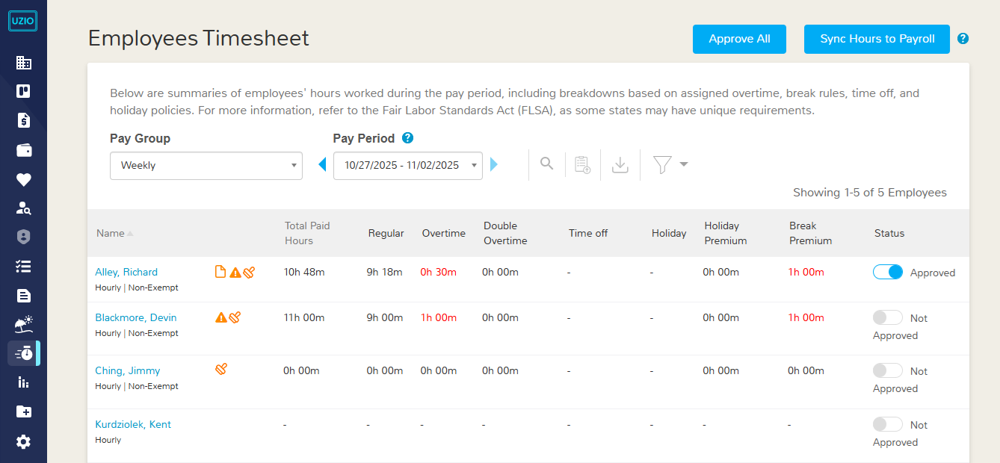 UZIO
Employees Timesheet
Approve All
Sync Hours to Payroll
?
Below are summaries of employees' hours worked during the pay period, including breakdowns based on assigned overtime, break rules, time off, and
holiday policies. For more information, refer to the Fair Labor Standards Act (FLSA), as some states may have unique requirements.
Pay Group
Pay Period ?
Weekly
10/27/2025 - 11/02/2025
Showing 1-5 of 5 Employees
Name
Total Paid
Hours
Regular
Overtime
Double
Overtime
Time off
Holiday
Holiday
Premium
Break
Premium
Status
Alley, Richard 10h 48m 9h 18m 0h 30m 0h 00m - - 0h 00m 1h 00m Approved
Hourly | Non-Exempt
Blackmore, Devin 11h 00m 9h 00m 1h 00m 0h 00m - - 0h 00m 1h 00m Not
Hourly | Non-Exempt Approved
Ching, Jimmy 0h 00m 0h 00m 0h 00m 0h 00m - - 0h 00m 0h 00m Not
Hourly | Non-Exempt Approved
Kurdziolek, Kent - - - - - - - - Not
Hourly Approved